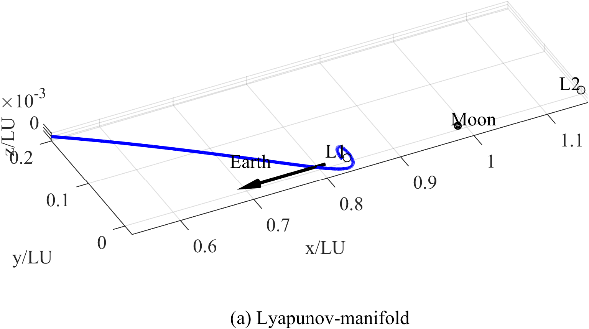 ×10⁻³
z/LU
0
0.2
0.1
0
y/LU
0.6
0.7
0.8
0.9
1
1.1
x/LU
Earth
L1
Moon
L2
(a) Lyapunov-manifold